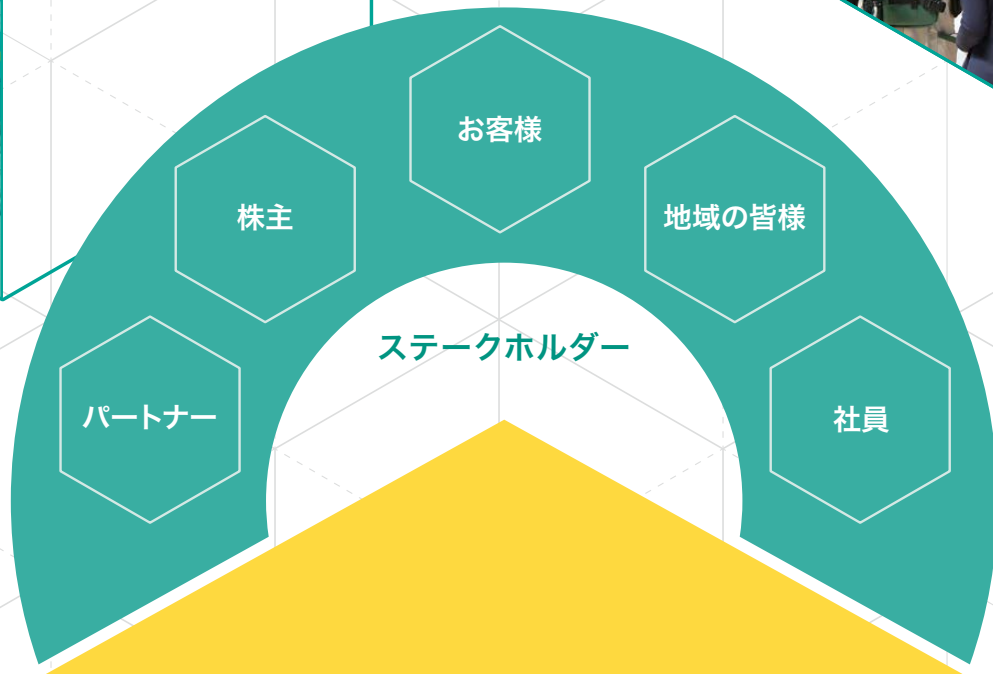 お客様
株主
地域の皆様
ステークホルダー
パートナー
社員